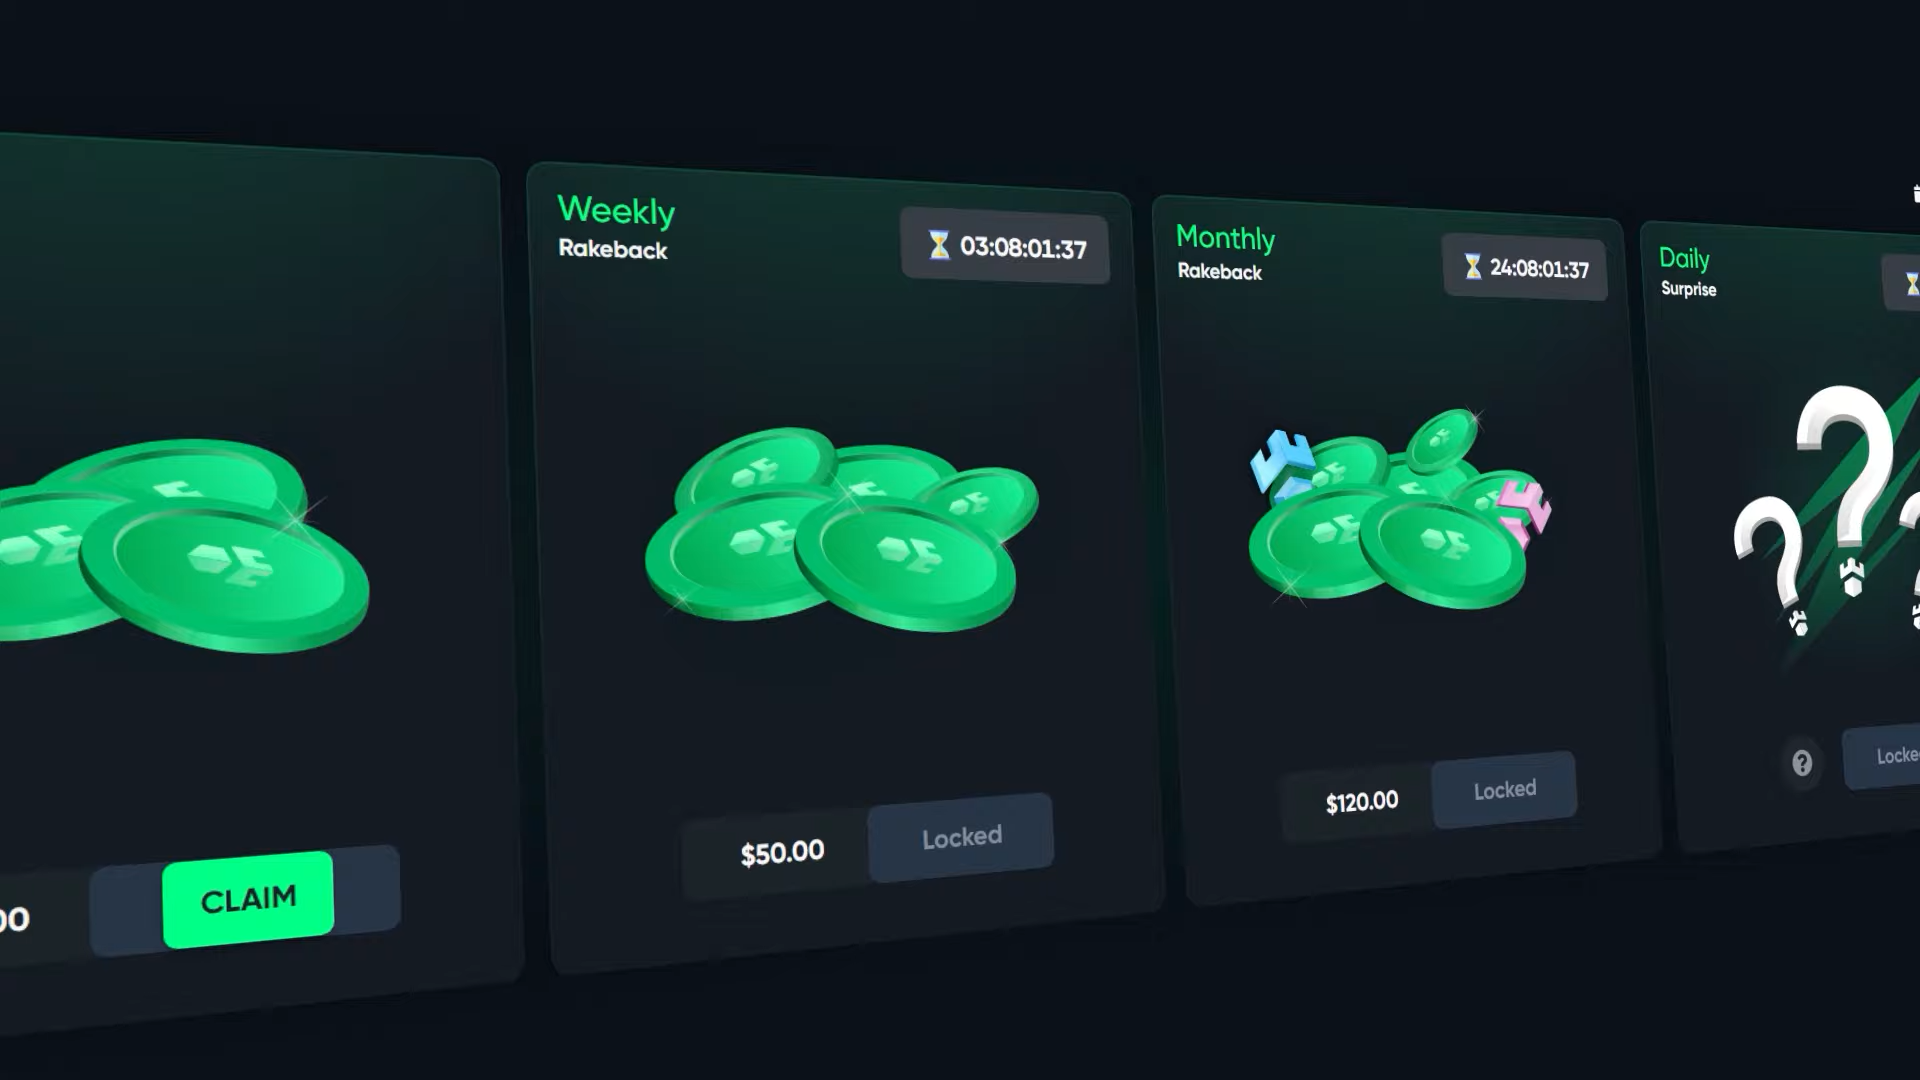 Weekly
Rakeback
03:08:01:37
$50.00
Locked
Monthly
Rakeback
24:08:01:37
$120.00
Locked
Daily
Surprise
CLAIM